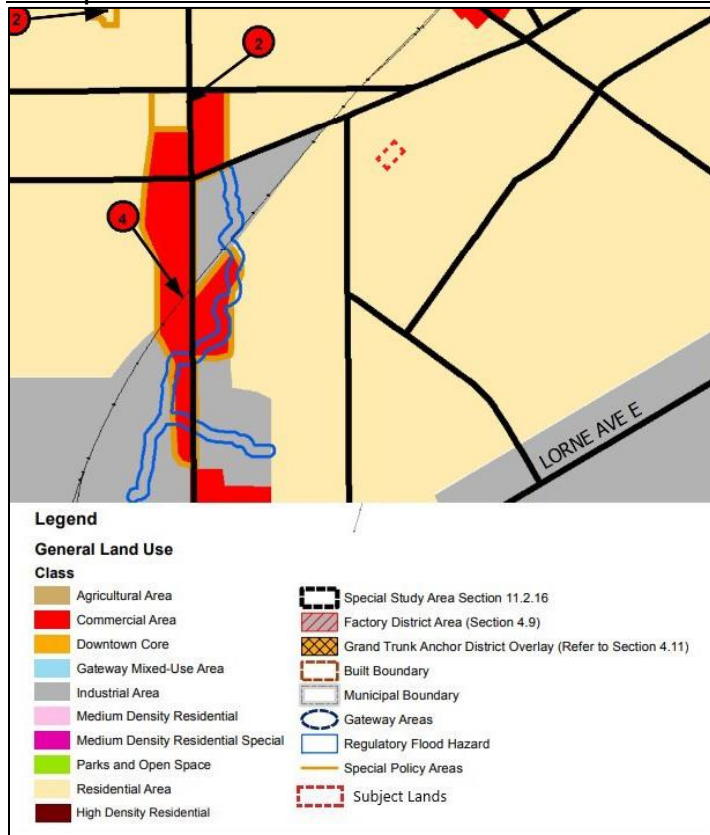 2
2
4
LORNE AVE E
Legend
General Land Use
Class
Agricultural Area
Commercial Area
Downtown Core
Gateway Mixed-Use Area
Industrial Area
Medium Density Residential
Medium Density Residential Special
Parks and Open Space
Residential Area
High Density Residential
Special Study Area Section 11.2.16
Factory District Area (Section 4.9)
Grand Trunk Anchor District Overlay (Refer to Section 4.11)
Built Boundary
Municipal Boundary
Gateway Areas
Regulatory Flood Hazard
Special Policy Areas
Subject Lands